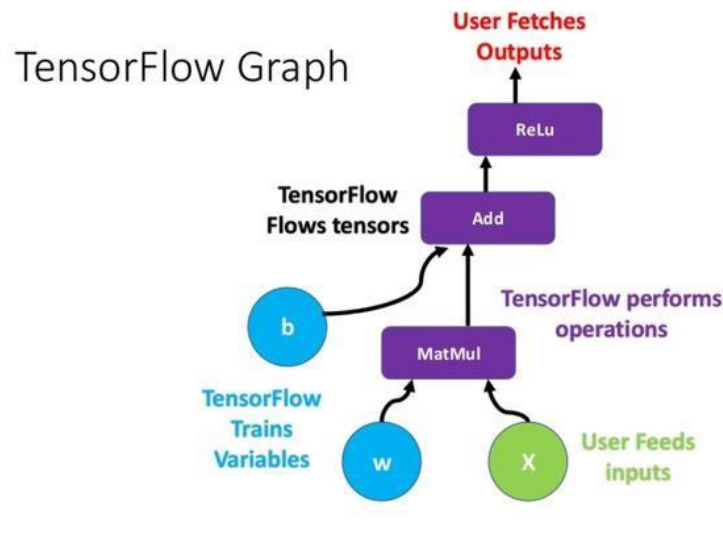 User Fetches
Outputs
TensorFlow Graph
ReLu
TensorFlow
Flows tensors
Add
TensorFlow performs
operations
b
MatMul
TensorFlow
Trains
Variables
w
X
User Feeds
inputs